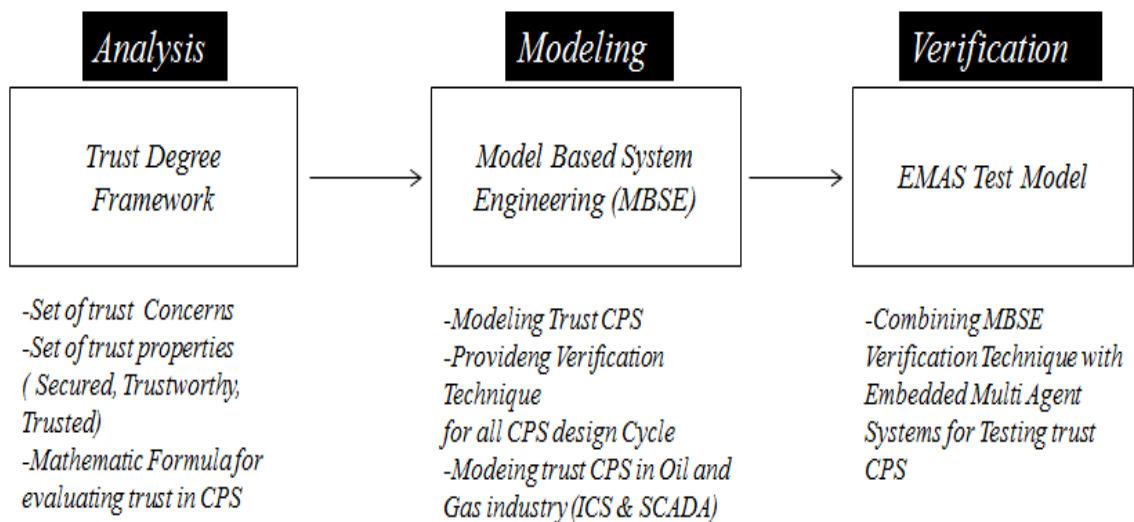 Analysis
Trust Degree
Framework
-Set of trust Concerns
-Set of trust properties
( Secured, Trustworthy,
Trusted)
-Mathematic Formula for
evaluating trust in CPS
Modeling
Model Based System
Engineering (MBSE)
-Modeling Trust CPS
-Provideng Verification
Technique
for all CPS design Cycle
-Modeing trust CPS in Oil and
Gas industry (ICS & SCADA)
Verification
EMAS Test Model
-Combining MBSE
Verification Technique with
Embedded Multi Agent
Systems for Testing trust
CPS